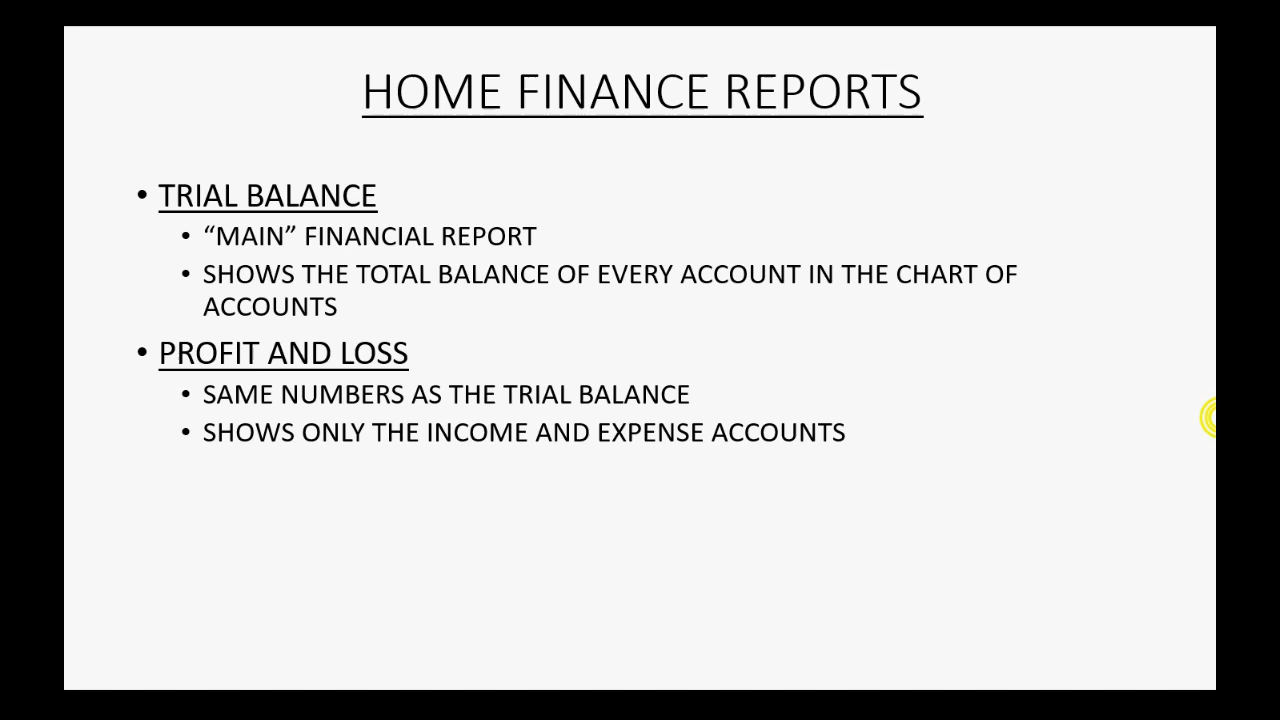 HOME FINANCE REPORTS
• TRIAL BALANCE
• “MAIN” FINANCIAL REPORT
• SHOWS THE TOTAL BALANCE OF EVERY ACCOUNT IN THE CHART OF
ACCOUNTS
• PROFIT AND LOSS
• SAME NUMBERS AS THE TRIAL BALANCE
• SHOWS ONLY THE INCOME AND EXPENSE ACCOUNTS